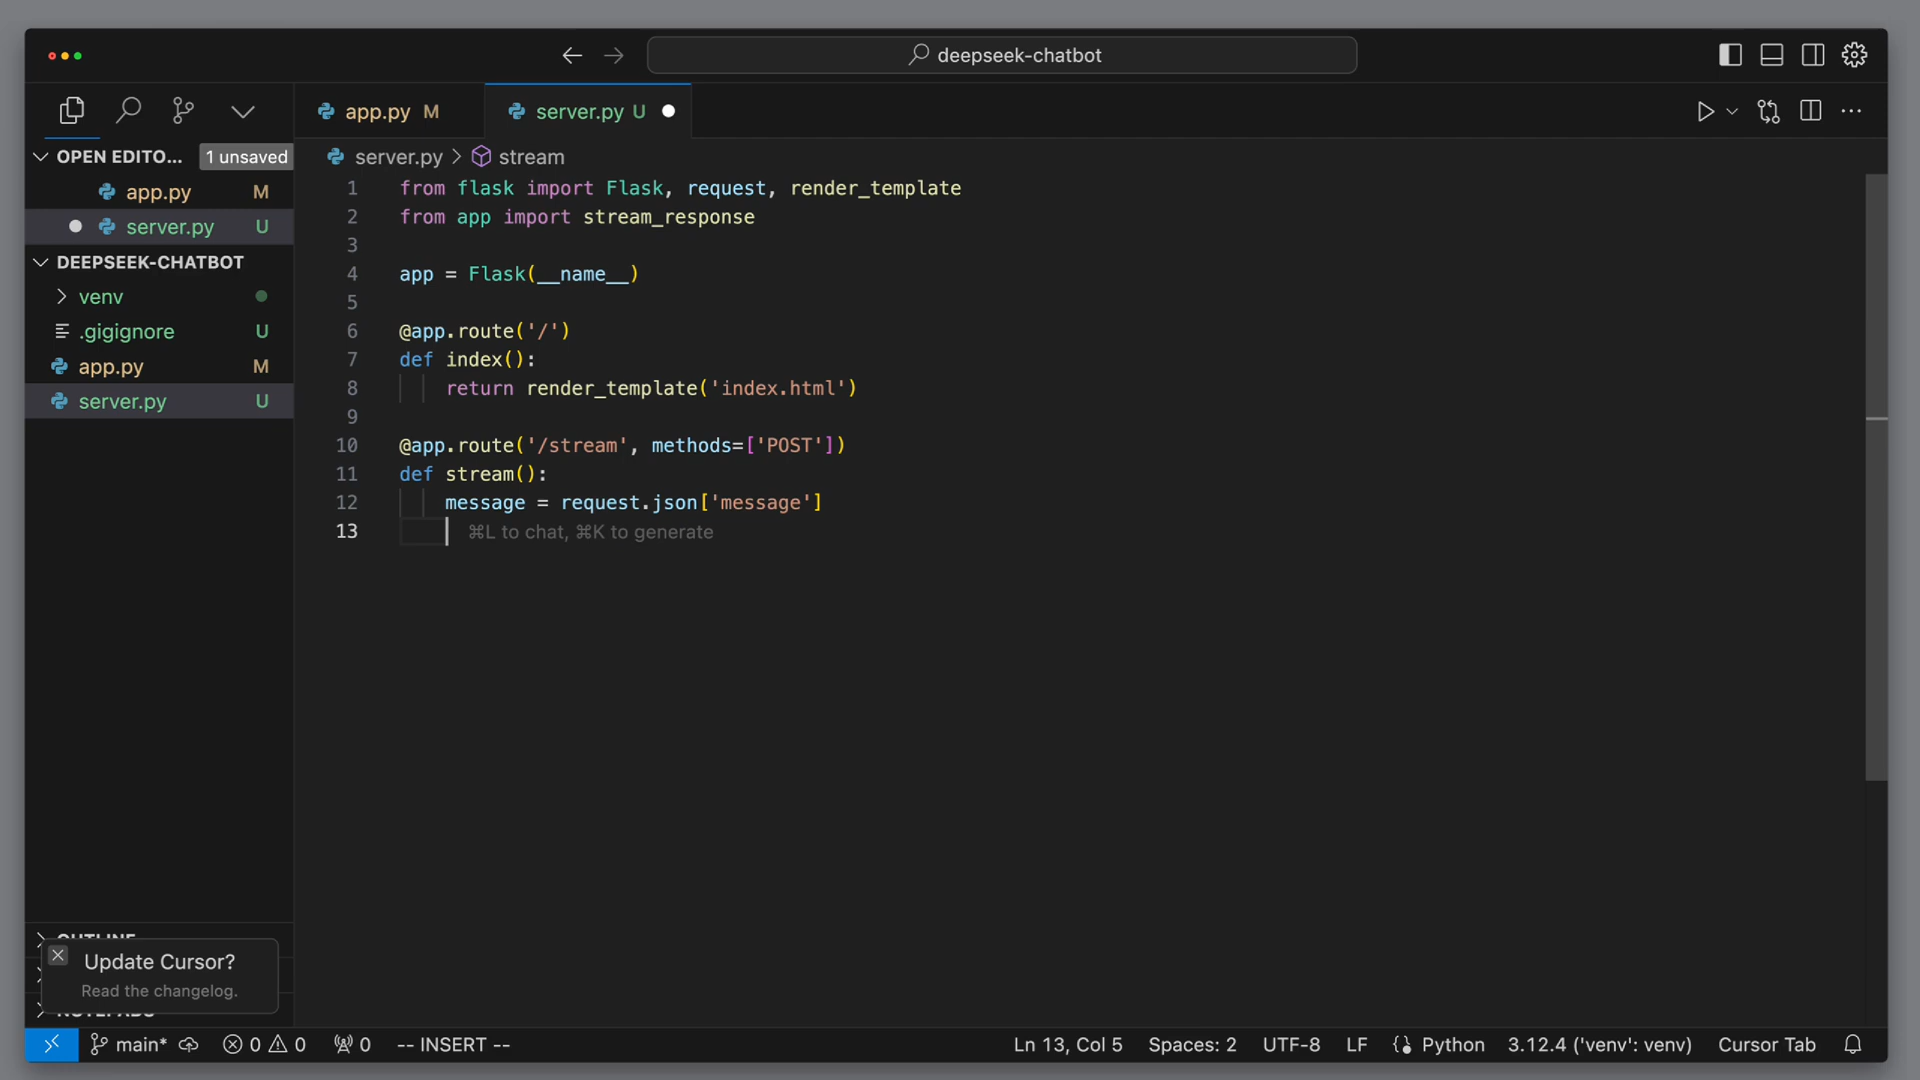 deepseek-chatbot
app.py M
server.py U
OPEN EDITO... 1 unsaved
app.py M
server.py U
DEEPSEEK-CHATBOT
venv
.gigignore U
app.py M
server.py U
server.py > stream
1 from flask import Flask, request, render_template
2 from app import stream_response
3
4 app = Flask(__name__)
5
6 @app.route('/')
7 def index():
8 return render_template('index.html')
9
10 @app.route('/stream', methods=['POST'])
11 def stream():
12 message = request.json['message']
13 ⌘L to chat, ⌘K to generate
OUTLINE
Update Cursor?
Read the changelog.
NOTEPADS
main* 0 0 0 -- INSERT -- Ln 13, Col 5 Spaces: 2 UTF-8 LF Python 3.12.4 ('venv': venv) Cursor Tab